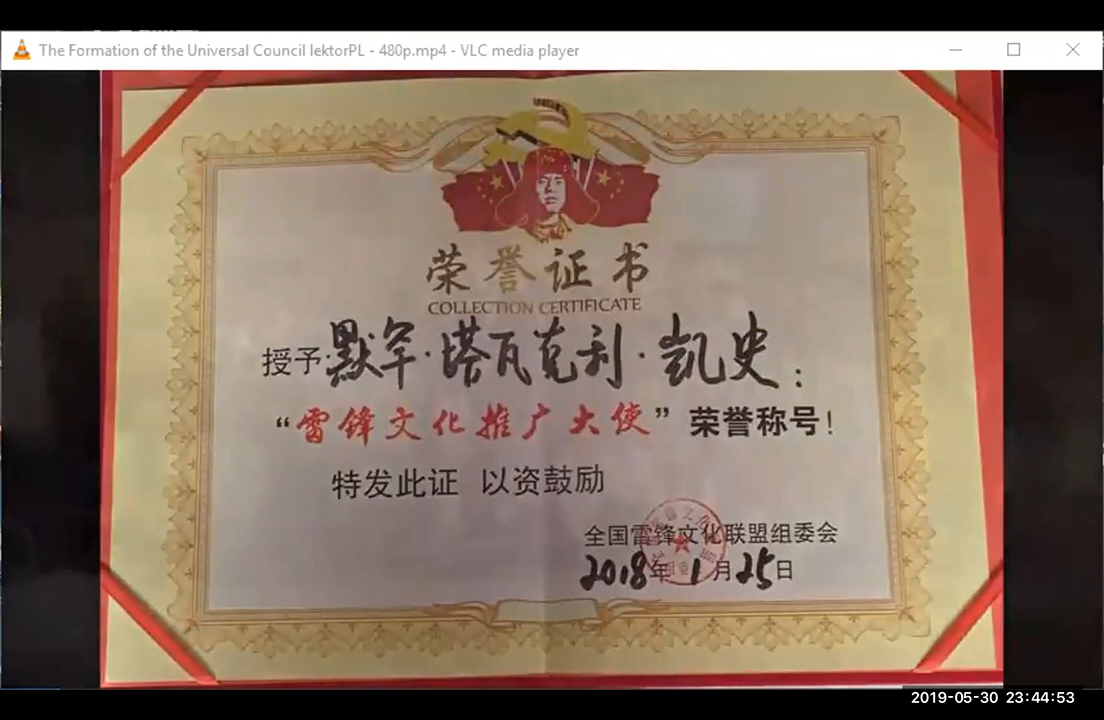 The Formation of the Universal Council lektorPL - 480p.mp4 - VLC media player
荣誉证书
COLLECTION CERTIFICATE
授予:默罕·塔瓦克利·凯史:
“雷锋文化推广大使”荣誉称号!
特发此证 以资鼓励
全国雷锋文化联盟组委会
2018年1月25日
2019-05-30 23:44:53